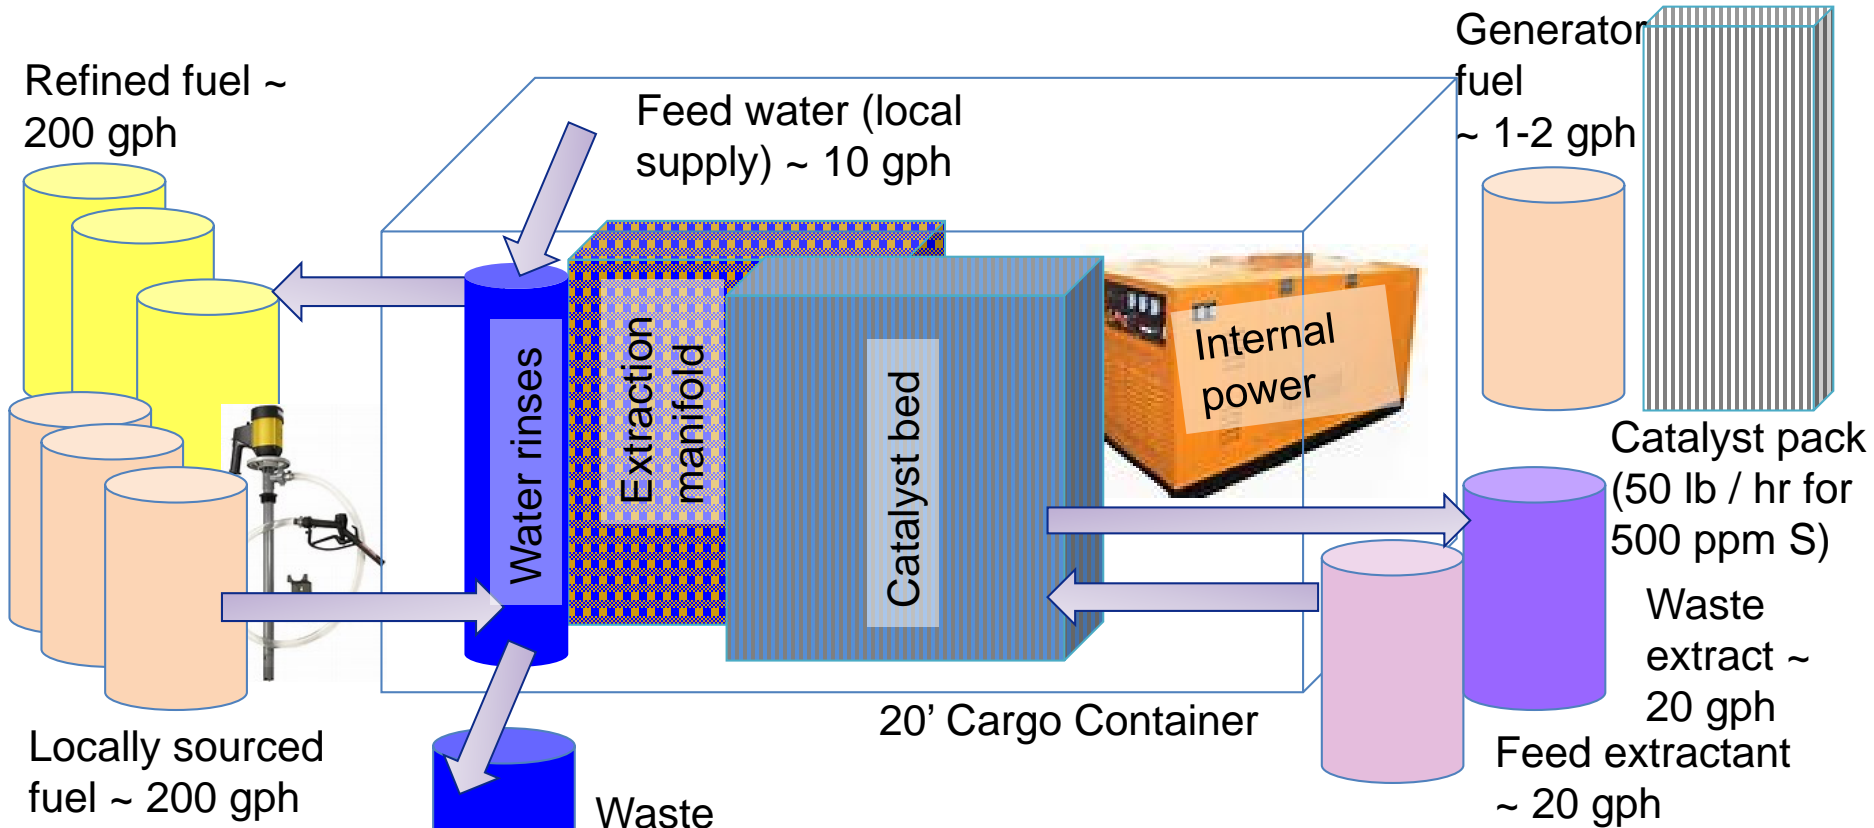 Refined fuel ~
200 gph
Feed water (local
supply) ~ 10 gph
Generator
fuel
~ 1-2 gph
Water rinses
Extraction
manifold
Catalyst bed
Internal
power
Catalyst pack
(50 lb / hr for
500 ppm S)
Waste
extract ~
20 gph
Feed extractant
~ 20 gph
20' Cargo Container
Locally sourced
fuel ~ 200 gph
Waste